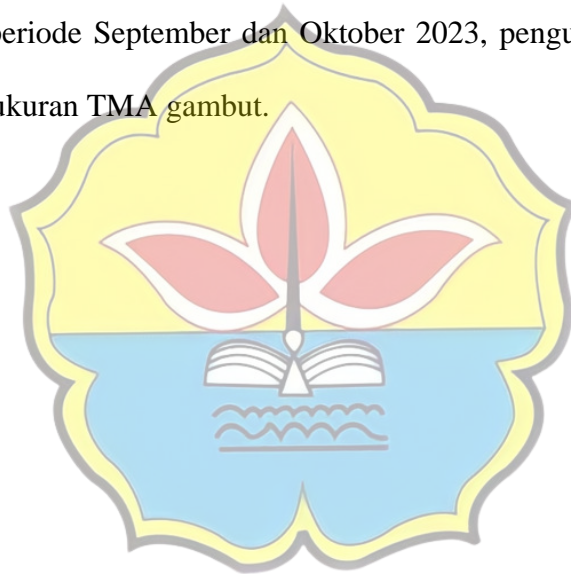 periode September dan Oktober 2023, pengu
ukuran TMA gambut.